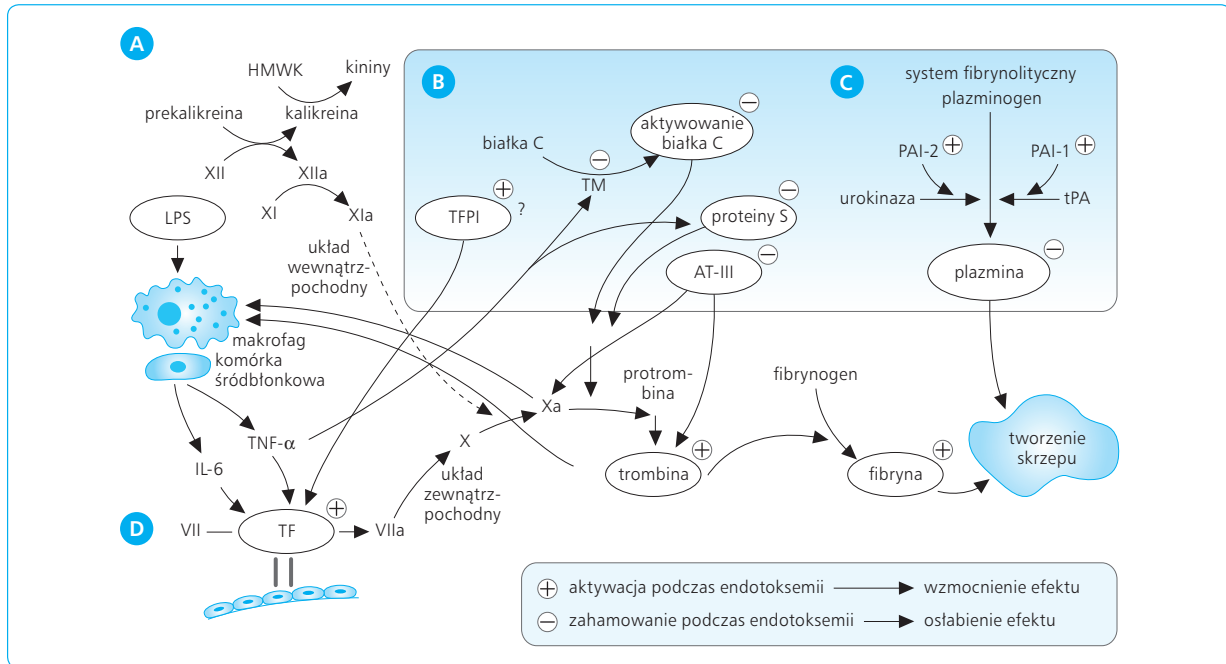 A
HMWK
kininy
prekalikreina
kalikreina
XII
XIIa
XI
XIa
LPS
układ
wewnątrz-
pochodny
makrofag
komórka
śródbłonkowa
B
białka C
TM
aktywowanie
białka C
TFPI
?
proteiny S
AT-III
C
system fibrynolityczny
plazminogen
PAI-2
PAI-1
urokinaza
tPA
plazmina
Xa
protrom-
bina
fibrynogen
TNF-α
IL-6
X
układ
zewnątrz-
pochodny
trombina
fibryna
tworzenie
skrzepu
D
VII
TF
VIIa
+ aktywacja podczas endotoksemii
wzmocnienie efektu
− zahamowanie podczas endotoksemii
osłabienie efektu